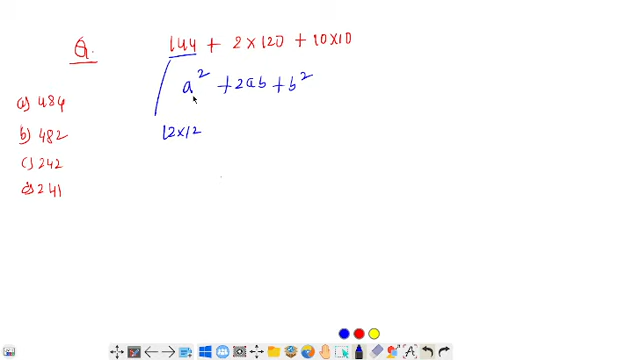 Q. 144 + 2 × 120 + 10×10
a² + 2ab + b²
12×12
a) 484
b) 482
c) 242
d) 241